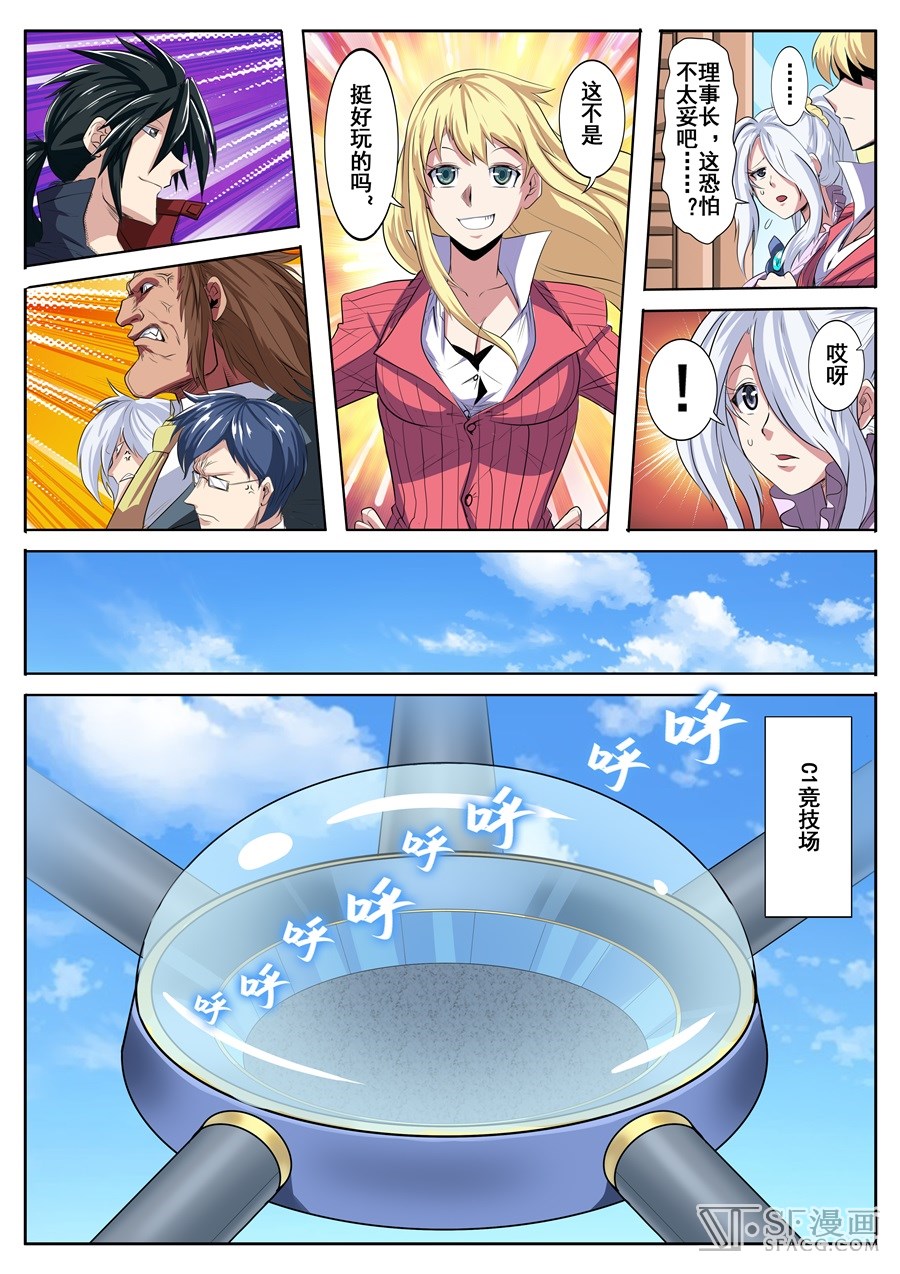 ……
理事长，这恐怕
不太妥吧……？
哎呀
！
这不是
挺好玩的吗~
C1竞技场
呼
呼
呼
呼
呼
呼
呼
呼
SF漫画
SFACG.COM